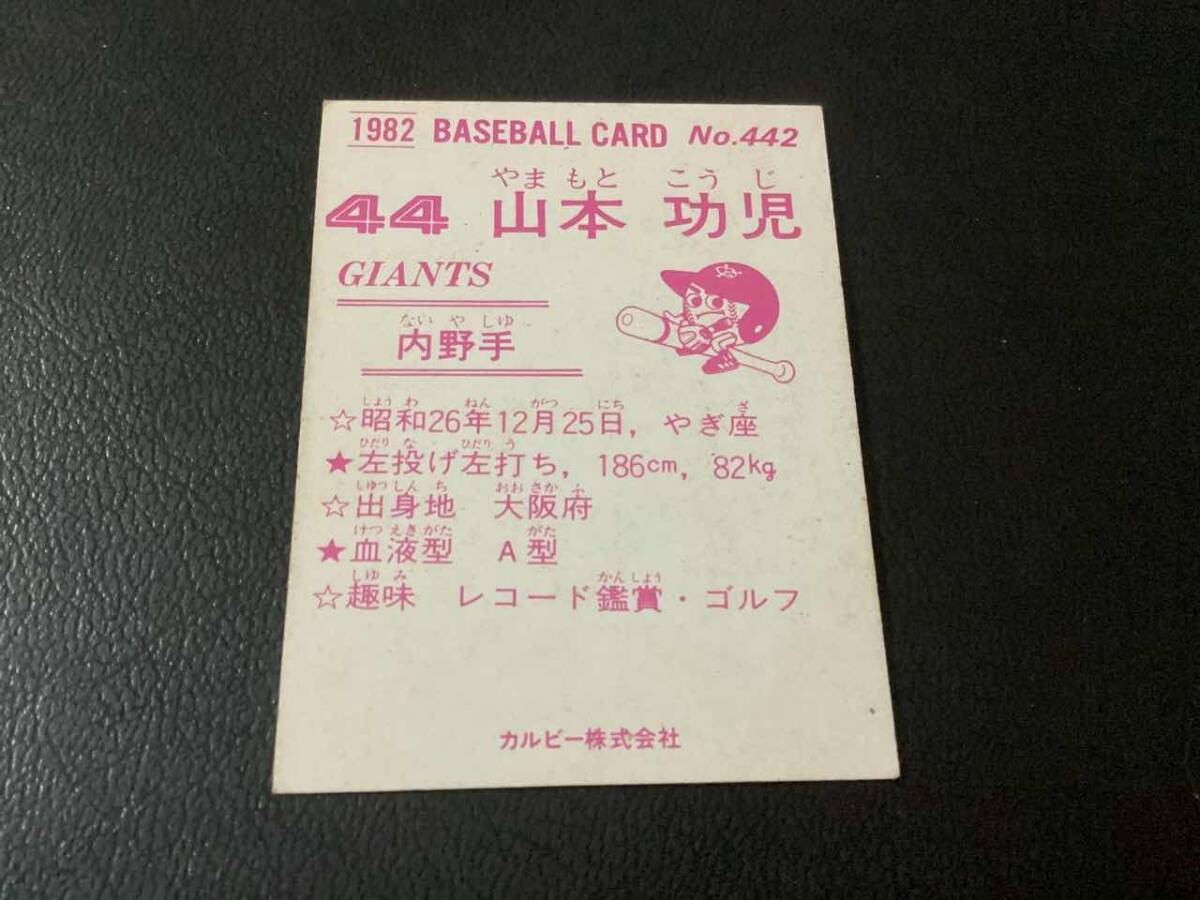 1982 BASEBALL CARD No.442
やま もと こう じ
44 山本 功児
GIANTS
ない や しゆ
内野手
しょう わ ねん がつ にち ざ
☆昭和26年12月25日, やぎ座
ひだり な ひだり う
★左投げ左打ち, 186cm, 82kg
しゆつ しん ち おお さか ふ
☆出身地 大阪府
けつ えき がた がた
★血液型 A型
しゆ み かん しょう
☆趣味 レコード鑑賞・ゴルフ
カルビー株式会社